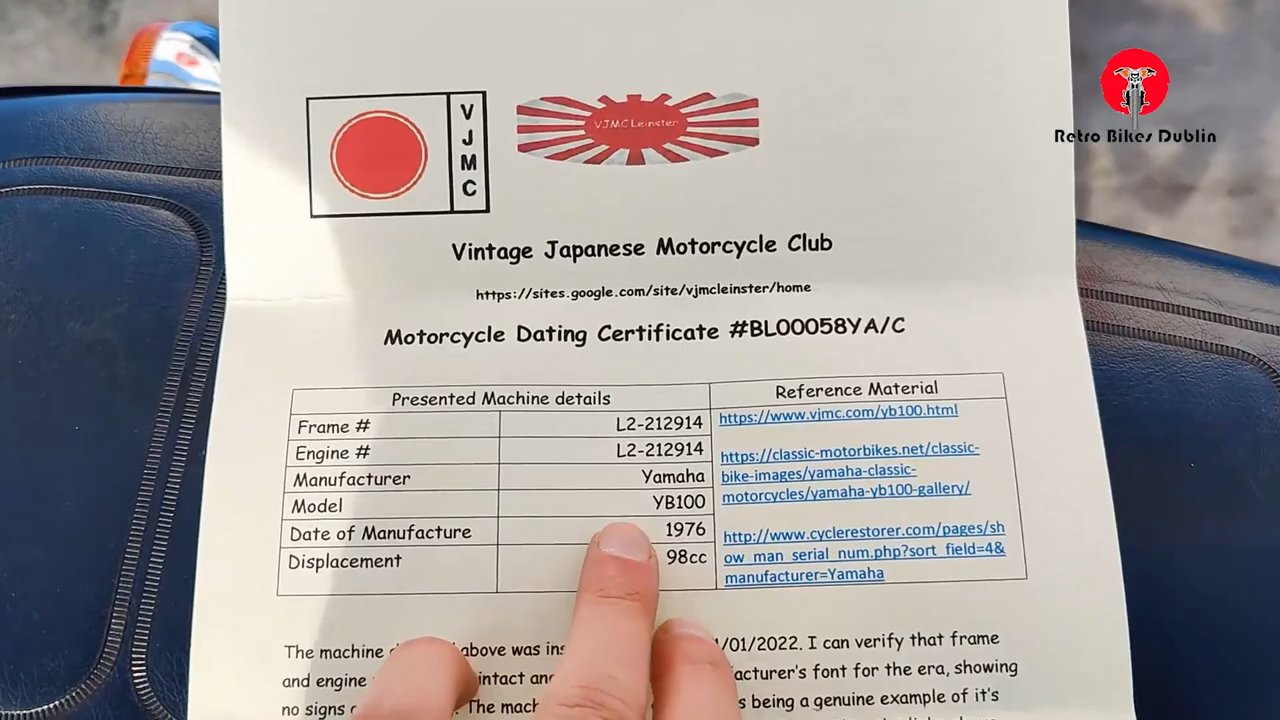 V
J
M
C
VJMC Leinster
Retro Bikes Dublin
Vintage Japanese Motorcycle Club
https://sites.google.com/site/vjmcleinster/home
Motorcycle Dating Certificate #BL00058YA/C
Presented Machine details
Reference Material
Frame # L2-212914
Engine # L2-212914
Manufacturer Yamaha
Model YB100
Date of Manufacture 1976
Displacement 98cc
https://www.vjmc.com/yb100.html
https://classic-motorbikes.net/classic-
bike-images/yamaha-classic-
motorcycles/yamaha-yb100-gallery/
http://www.cyclerestorer.com/pages/sh
ow_man_serial_num.php?sort_field=4&
manufacturer=Yamaha
The machine above was /01/2022. I can verify that frame
and engine intact font for the era, showing
no signs The being a genuine example of it's